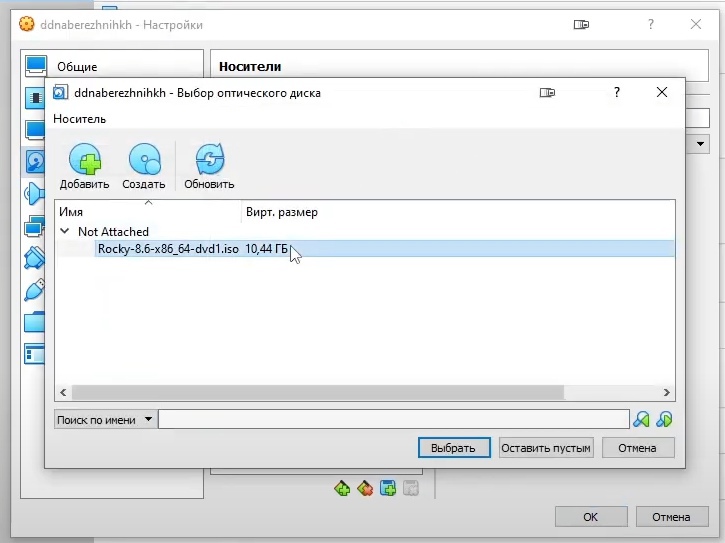 ddnaberezhnihkh - Настройки
?
Общие
Носители
ddnaberezhnihkh - Выбор оптического диска
?
Носитель
Добавить
Создать
Обновить
Имя
Вирт. размер
Not Attached
Rocky-8.6-x86_64-dvd1.iso 10,44 ГБ
Поиск по имени
Выбрать
Оставить пустым
Отмена
OK
Отмена